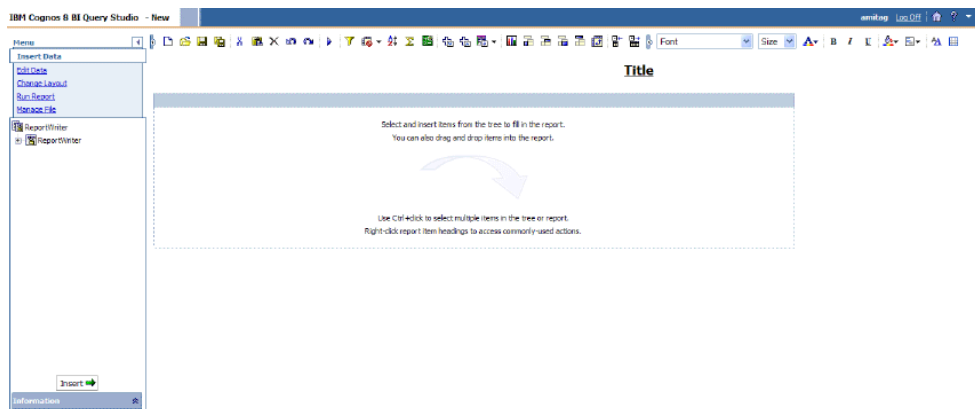 IBM Cognos 8 BI Query Studio - New
amitag Log Off
Menu
Font
Size
Insert Data
Edit Data
Change Layout
Run Report
Manage File
Title
ReportWriter
ReportWriter
Select and insert items from the tree to fill in the report.
You can also drag and drop items into the report.
Use Ctrl+click to select multiple items in the tree or report.
Right-click report item headings to access commonly-used actions.
Insert
Information